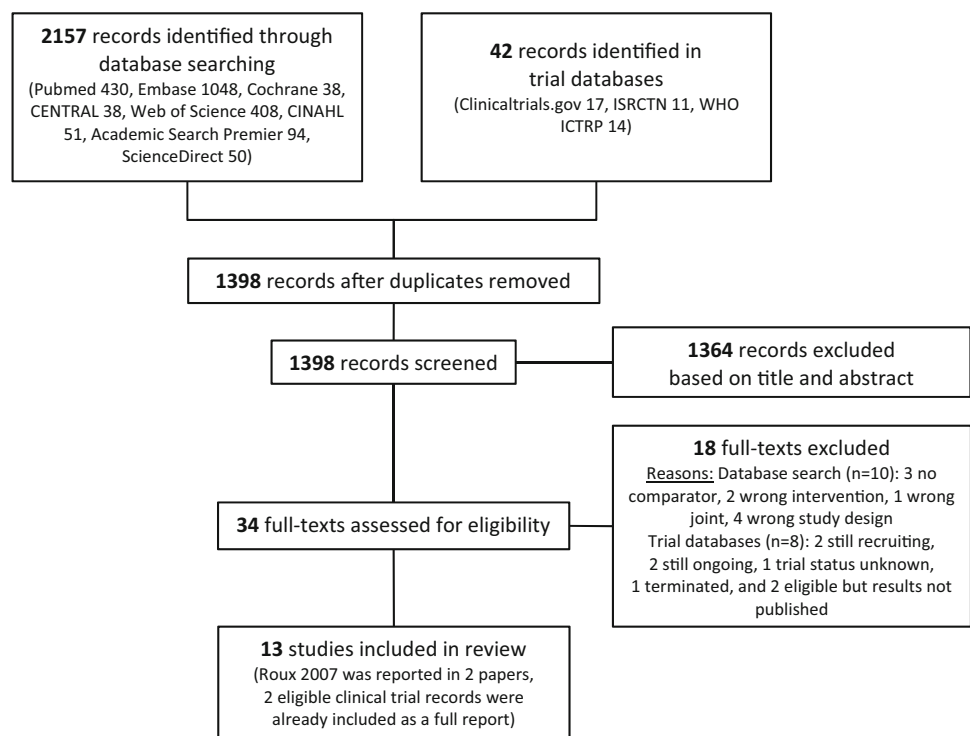 2157 records identified through
database searching
(Pubmed 430, Embase 1048, Cochrane 38,
CENTRAL 38, Web of Science 408, CINAHL
51, Academic Search Premier 94,
ScienceDirect 50)
42 records identified in
trial databases
(Clinicaltrials.gov 17, ISRCTN 11, WHO
ICTRP 14)
1398 records after duplicates removed
1398 records screened
1364 records excluded
based on title and abstract
18 full-texts excluded
Reasons: Database search (n=10): 3 no
comparator, 2 wrong intervention, 1 wrong
joint, 4 wrong study design
Trial databases (n=8): 2 still recruiting,
2 still ongoing, 1 trial status unknown,
1 terminated, and 2 eligible but results not
published
34 full-texts assessed for eligibility
13 studies included in review
(Roux 2007 was reported in 2 papers,
2 eligible clinical trial records were
already included as a full report)